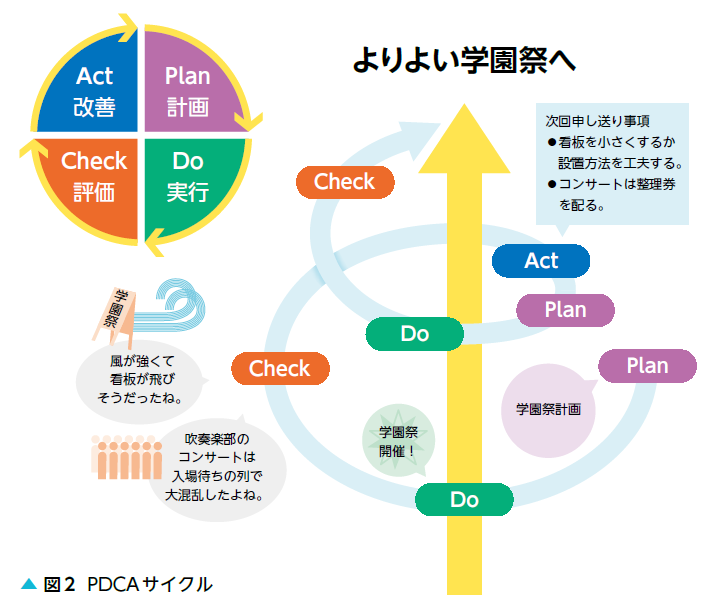 Act
改善
Plan
計画
Check
評価
Do
実行
よりよい学園祭へ
次回申し送り事項
●看板を小さくするか
設置方法を工夫する。
●コンサートは整理券
を配る。
Check
Act
Plan
Do
Check
Plan
学園祭
風が強くて
看板が飛び
そうだったね。
学園祭計画
学園祭
開催！
吹奏楽部の
コンサートは
入場待ちの列で
大混乱したよね。
Do
▲ 図2 PDCAサイクル